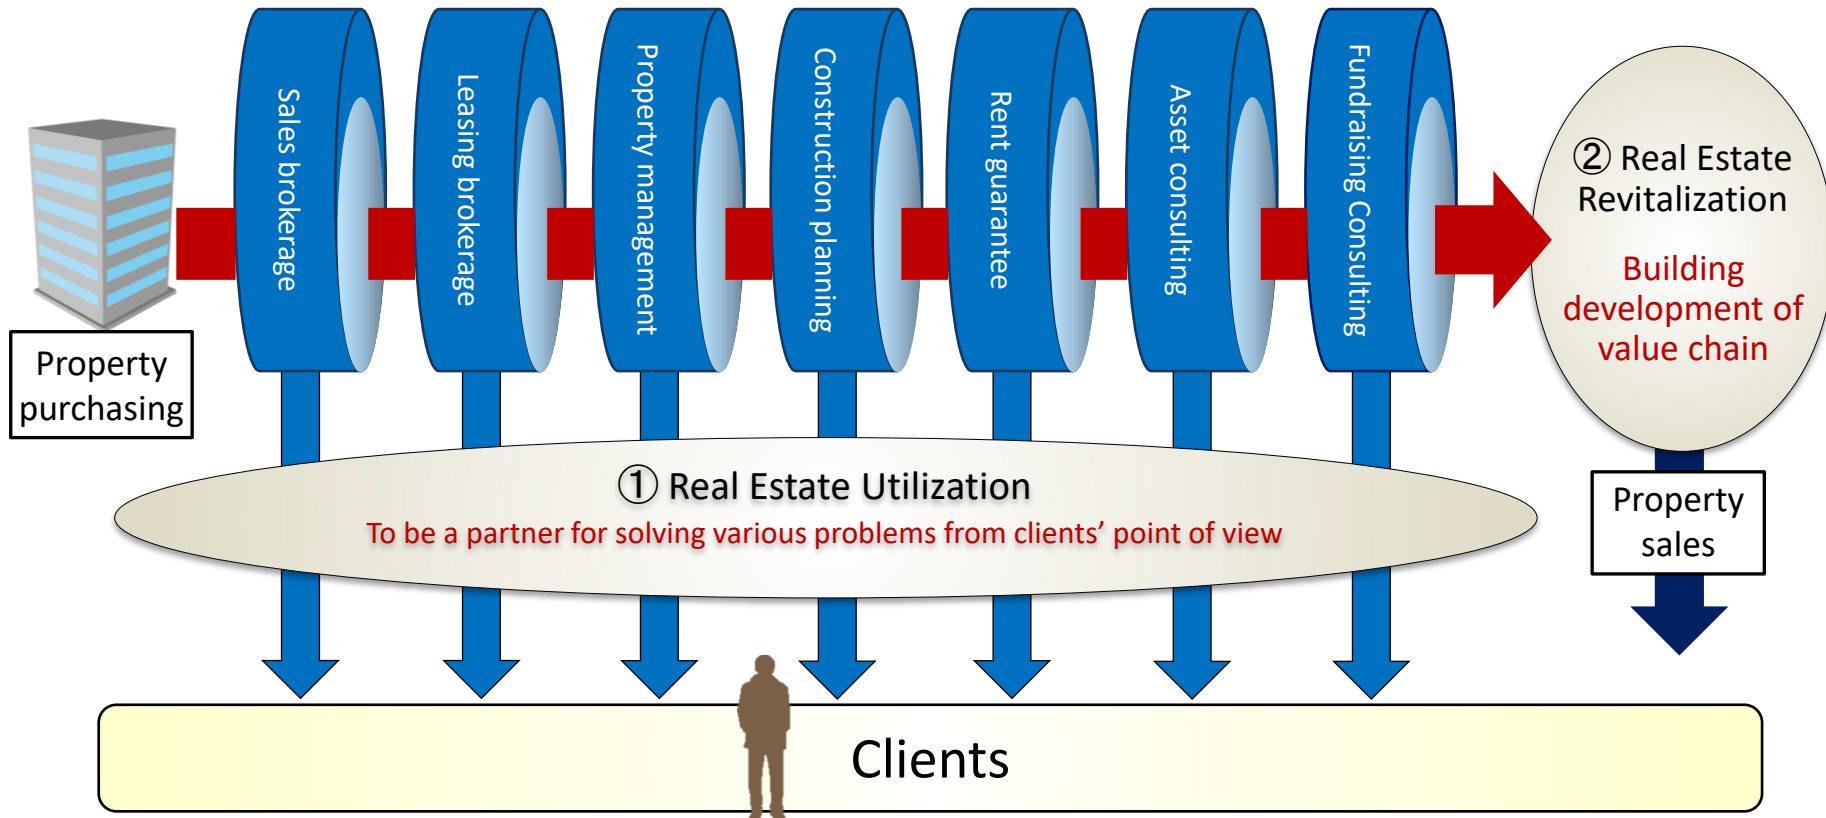 Sales brokerage
Leasing brokerage
Property management
Construction planning
Rent guarantee
Asset consulting
Fundraising Consulting
② Real Estate
Revitalization
Building
development of
value chain
Property
purchasing
① Real Estate Utilization
To be a partner for solving various problems from clients’ point of view
Property
sales
Clients